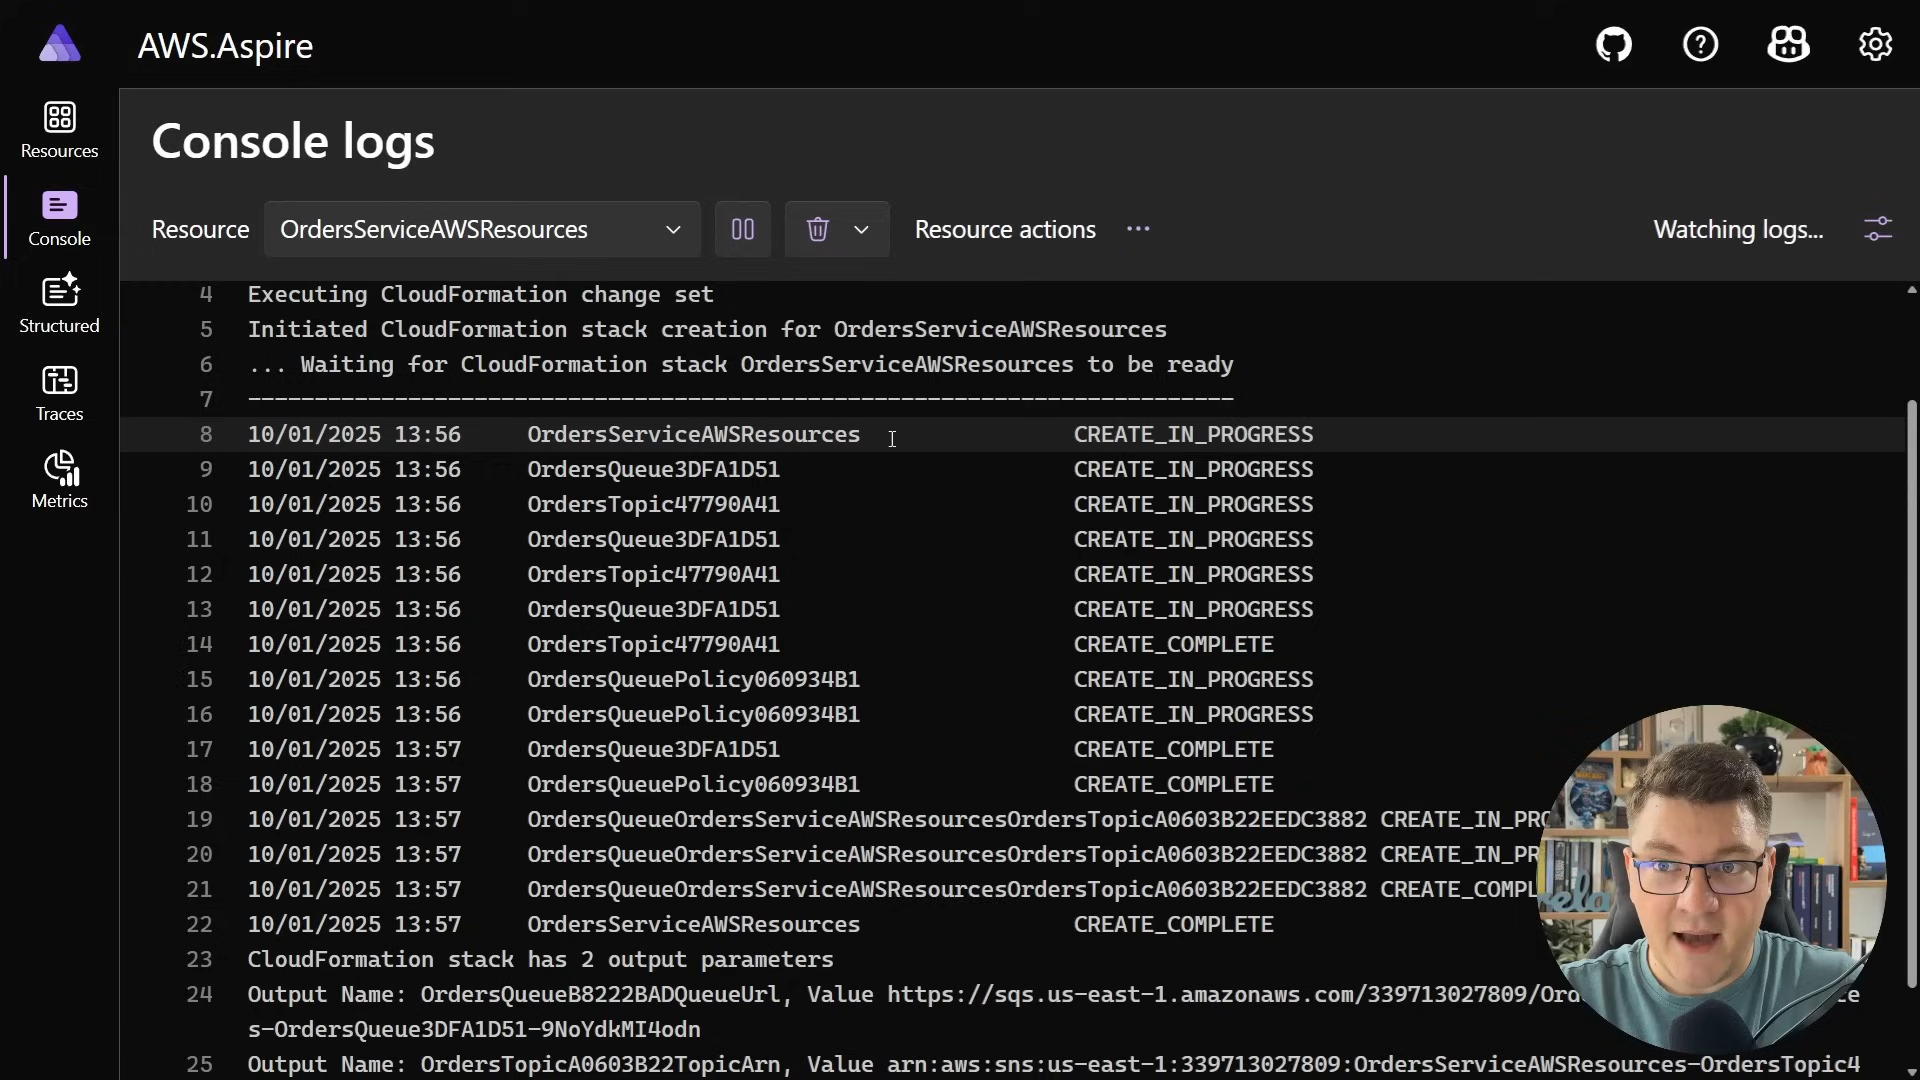 AWS.Aspire
Console logs
Resources
Console
Structured
Traces
Metrics
Resource OrdersServiceAWSResources Resource actions ... Watching logs...
4 Executing CloudFormation change set
5 Initiated CloudFormation stack creation for OrdersServiceAWSResources
6 ... Waiting for CloudFormation stack OrdersServiceAWSResources to be ready
7 --------------------------------------------------------------------------
8 10/01/2025 13:56 OrdersServiceAWSResources CREATE_IN_PROGRESS
9 10/01/2025 13:56 OrdersQueue3DFA1D51 CREATE_IN_PROGRESS
10 10/01/2025 13:56 OrdersTopic47790A41 CREATE_IN_PROGRESS
11 10/01/2025 13:56 OrdersQueue3DFA1D51 CREATE_IN_PROGRESS
12 10/01/2025 13:56 OrdersTopic47790A41 CREATE_IN_PROGRESS
13 10/01/2025 13:56 OrdersQueue3DFA1D51 CREATE_IN_PROGRESS
14 10/01/2025 13:56 OrdersTopic47790A41 CREATE_COMPLETE
15 10/01/2025 13:56 OrdersQueuePolicy060934B1 CREATE_IN_PROGRESS
16 10/01/2025 13:56 OrdersQueuePolicy060934B1 CREATE_IN_PROGRESS
17 10/01/2025 13:57 OrdersQueue3DFA1D51 CREATE_COMPLETE
18 10/01/2025 13:57 OrdersQueuePolicy060934B1 CREATE_COMPLETE
19 10/01/2025 13:57 OrdersQueueOrdersServiceAWSResourcesOrdersTopicA0603B22EEDC3882 CREATE_IN_PRO
20 10/01/2025 13:57 OrdersQueueOrdersServiceAWSResourcesOrdersTopicA0603B22EEDC3882 CREATE_IN_PR
21 10/01/2025 13:57 OrdersQueueOrdersServiceAWSResourcesOrdersTopicA0603B22EEDC3882 CREATE_COMPL
22 10/01/2025 13:57 OrdersServiceAWSResources CREATE_COMPLETE
23 CloudFormation stack has 2 output parameters
24 Output Name: OrdersQueueB8222BADQueueUrl, Value https://sqs.us-east-1.amazonaws.com/339713027809/Ord
s-OrdersQueue3DFA1D51-9NoYdkMI4odn
25 Output Name: OrdersTopicA0603B22TopicArn, Value arn:aws:sns:us-east-1:339713027809:OrdersServiceAWSResources-OrdersTopic4